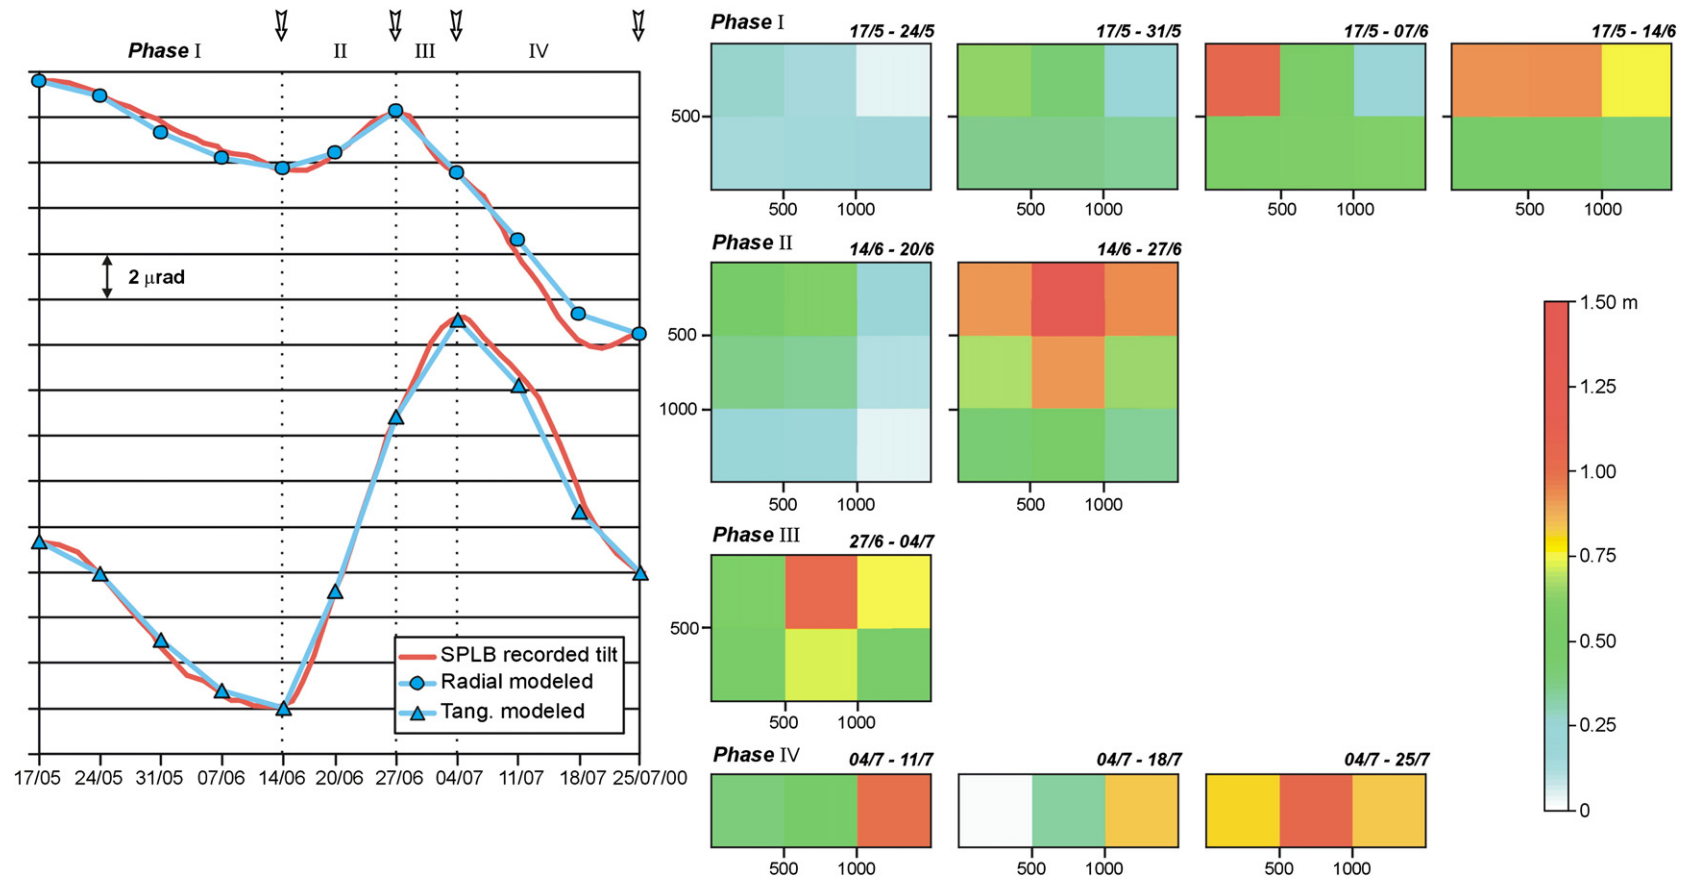 Phase I
II
III
IV
2 μrad
SPLB recorded tilt
Radial modeled
Tang. modeled
17/05
24/05
31/05
07/06
14/06
20/06
27/06
04/07
11/07
18/07
25/07/00
Phase I
17/5 - 24/5
17/5 - 31/5
17/5 - 07/6
17/5 - 14/6
500
500
1000
500
1000
500
1000
500
1000
Phase II
14/6 - 20/6
14/6 - 27/6
500
1000
500
1000
500
1000
Phase III
27/6 - 04/7
500
500
1000
Phase IV
04/7 - 11/7
04/7 - 18/7
04/7 - 25/7
500
1000
500
1000
500
1000
1.50 m
1.25
1.00
0.75
0.50
0.25
0